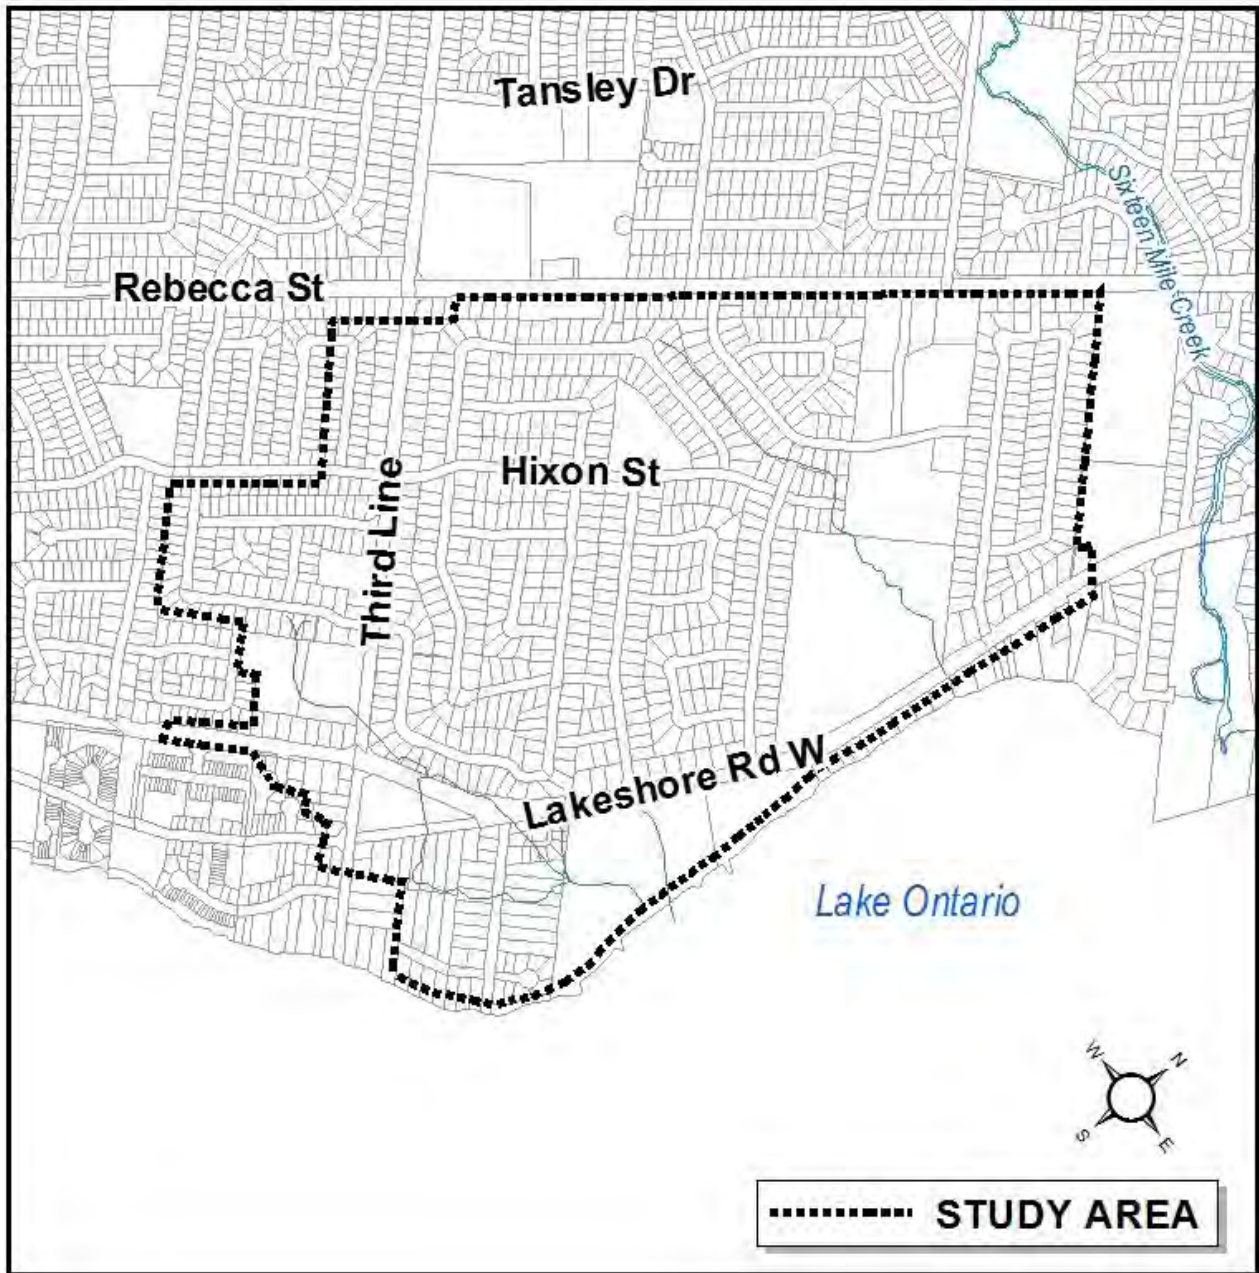 Tansley Dr
Sixteen Mile Creek
Rebecca St
Hixon St
Third Line
Lakeshore Rd W
Lake Ontario
W
N
S
E
STUDY AREA